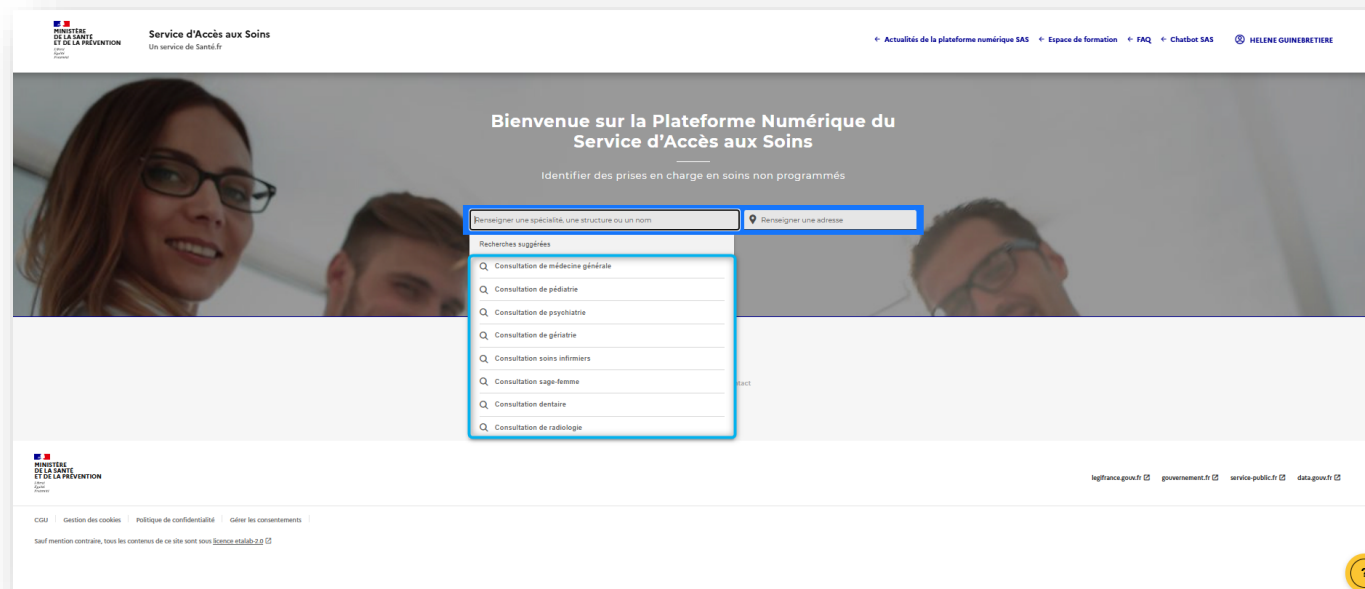 MINISTÈRE
DE LA SANTÉ
ET DE LA PRÉVENTION
Service d'Accès aux Soins
Un service de Santé.fr
Actualités de la plateforme numérique SAS
Espace de formation
FAQ
Chatbot SAS
HELENE GUINEBRETIERE
Bienvenue sur la Plateforme Numérique du
Service d'Accès aux Soins
Identifier des prises en charge en soins non programmés
Renseigner une spécialité, une structure ou un nom
Renseigner une adresse
Recherches suggérées
Consultation de médecine générale
Consultation de pédiatrie
Consultation de psychiatrie
Consultation de gériatrie
Consultation soins infirmiers
Consultation sage-femme
Consultation dentaire
Consultation de radiologie
MINISTÈRE
DE LA SANTÉ
ET DE LA PRÉVENTION
legifrance.gouv.fr
gouvernement.fr
service-public.fr
data.gouv.fr
CGU
Gestion des cookies
Politique de confidentialité
Gérer les consentements
Sauf mention contraire, tous les contenus de ce site sont sous licence etalab-2.0
?